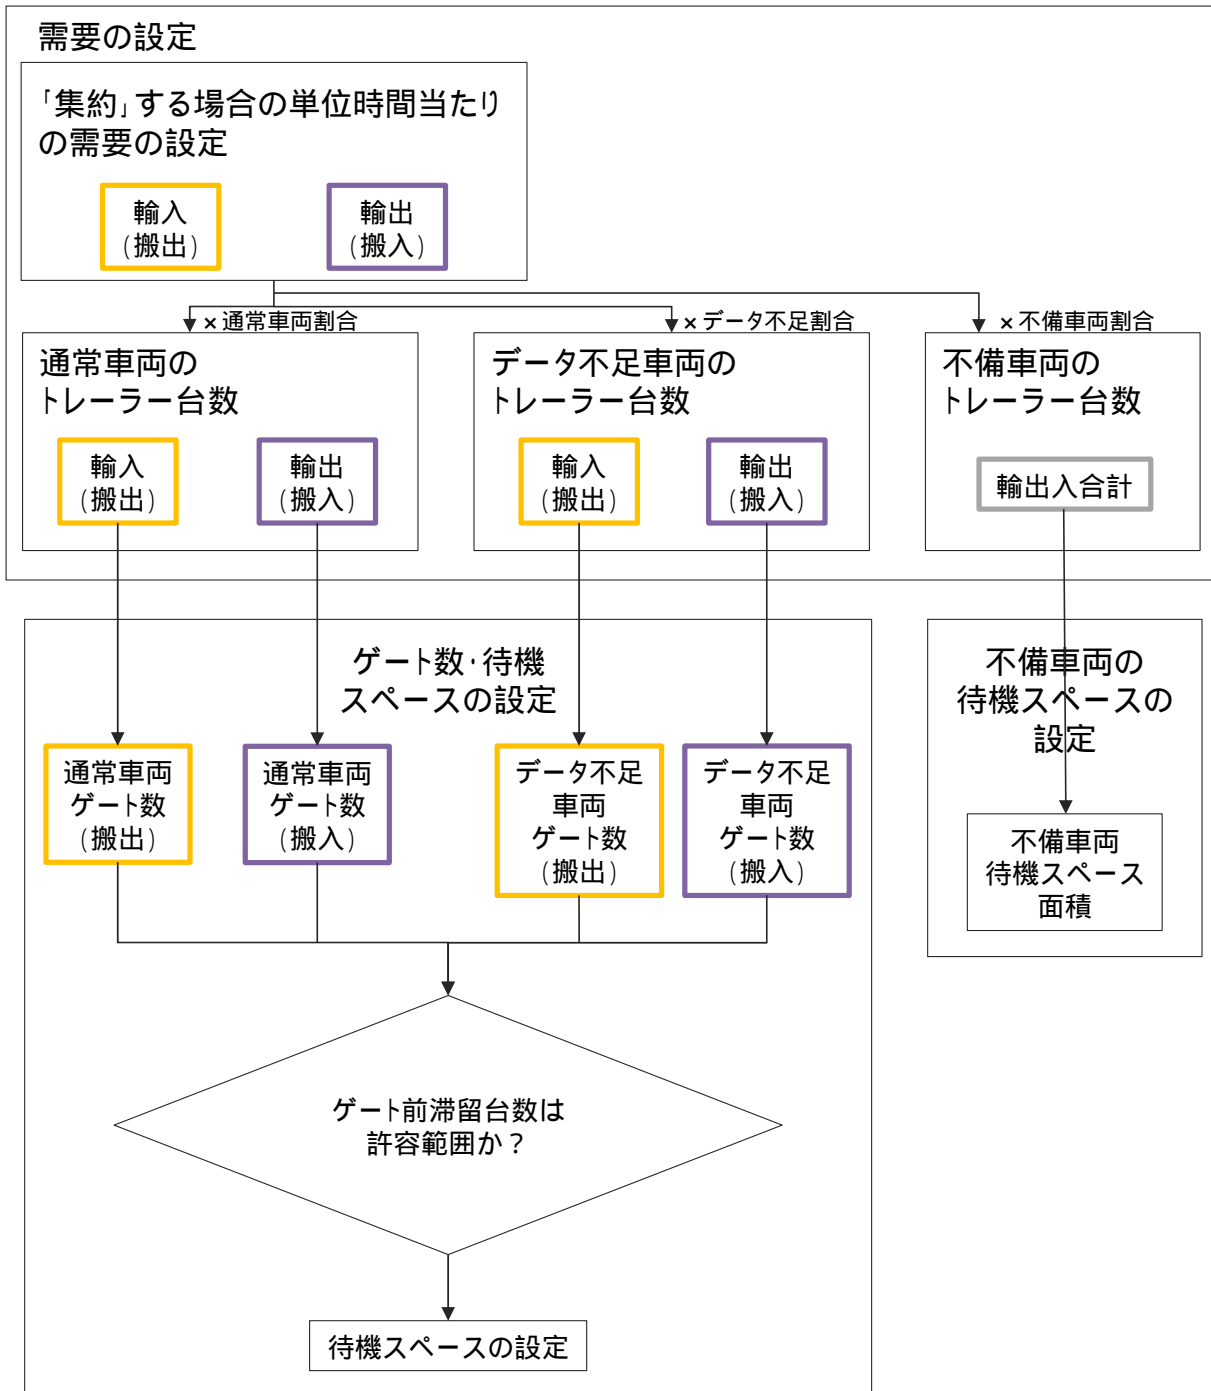 需要の設定
「集約」する場合の単位時間当たり
の需要の設定
輸入
(搬出)
輸出
(搬入)
×通常車両割合
×データ不足割合
×不備車両割合
通常車両の
トレーラー台数
輸入
(搬出)
輸出
(搬入)
データ不足車両の
トレーラー台数
輸入
(搬出)
輸出
(搬入)
不備車両の
トレーラー台数
輸出入合計
ゲート数・待機
スペースの設定
通常車両
ゲート数
(搬出)
通常車両
ゲート数
(搬入)
データ不足
車両
ゲート数
(搬出)
データ不足
車両
ゲート数
(搬入)
不備車両の
待機スペースの
設定
不備車両
待機スペース
面積
ゲート前滞留台数は
許容範囲か？
待機スペースの設定